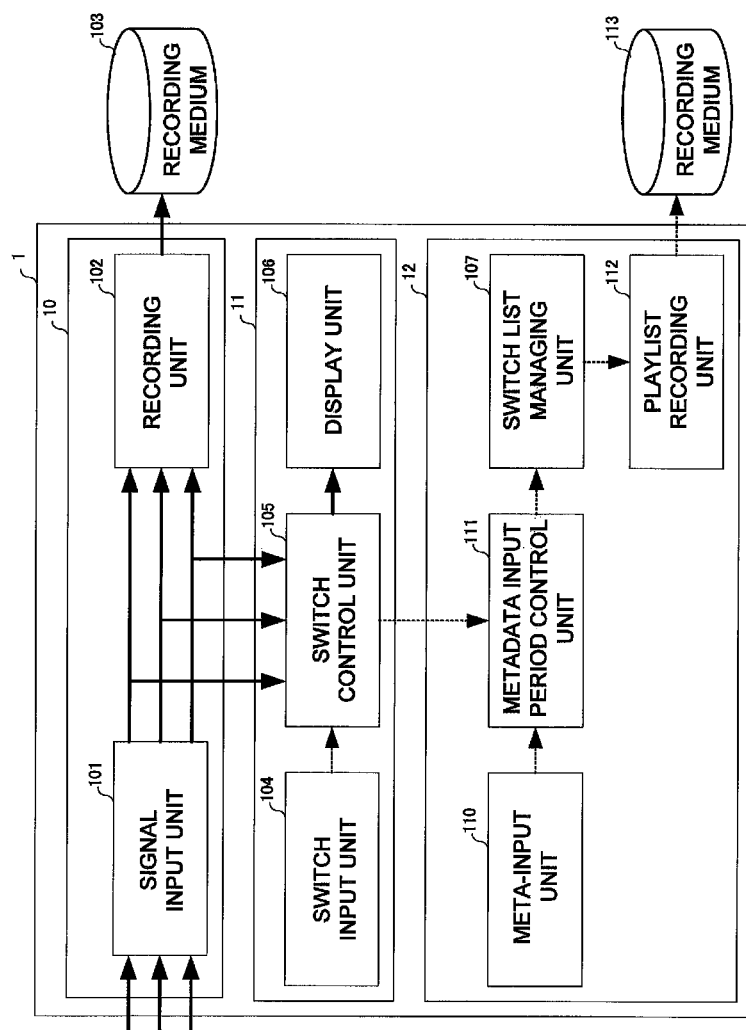 1
10
101
SIGNAL
INPUT UNIT
102
RECORDING
UNIT
103
RECORDING
MEDIUM
11
104
SWITCH
INPUT UNIT
105
SWITCH
CONTROL UNIT
106
DISPLAY UNIT
12
110
META-INPUT
UNIT
111
METADATA INPUT
PERIOD CONTROL
UNIT
107
SWITCH LIST
MANAGING
UNIT
112
PLAYLIST
RECORDING
UNIT
113
RECORDING
MEDIUM